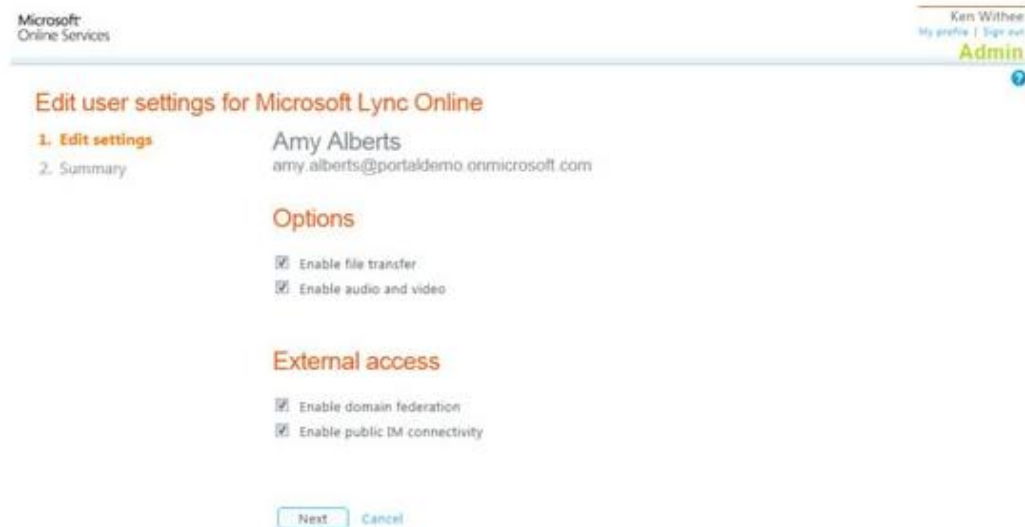 Microsoft
Online Services
Ken Withee
My profile | Sign out
Admin
Edit user settings for Microsoft Lync Online
1. Edit settings
2. Summary
Amy Alberts
amy.alberts@portaldemo.onmicrosoft.com
Options
Enable file transfer
Enable audio and video
External access
Enable domain federation
Enable public IM connectivity
Next Cancel